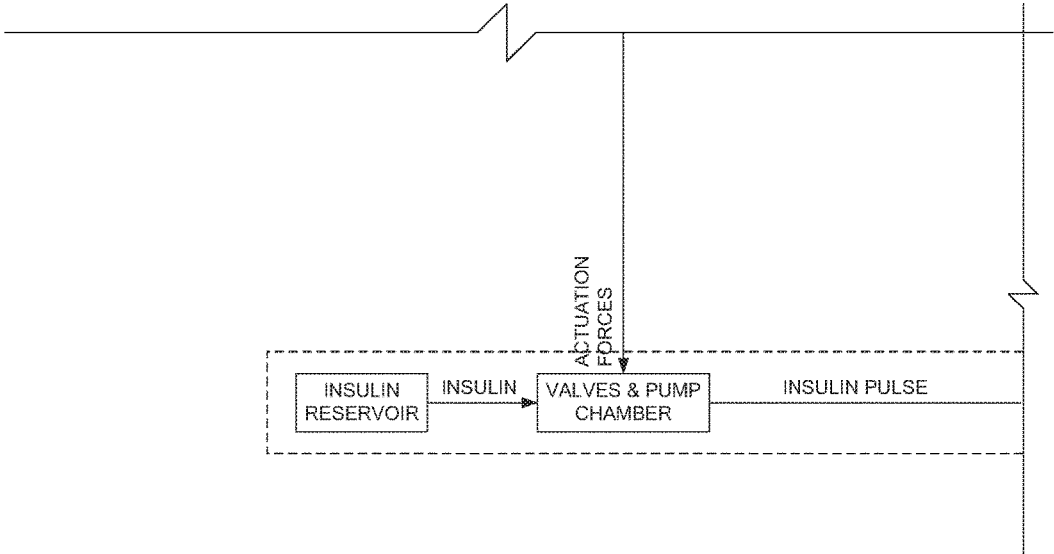 ACTUATION
FORCES
INSULIN
RESERVOIR
INSULIN
VALVES & PUMP
CHAMBER
INSULIN PULSE